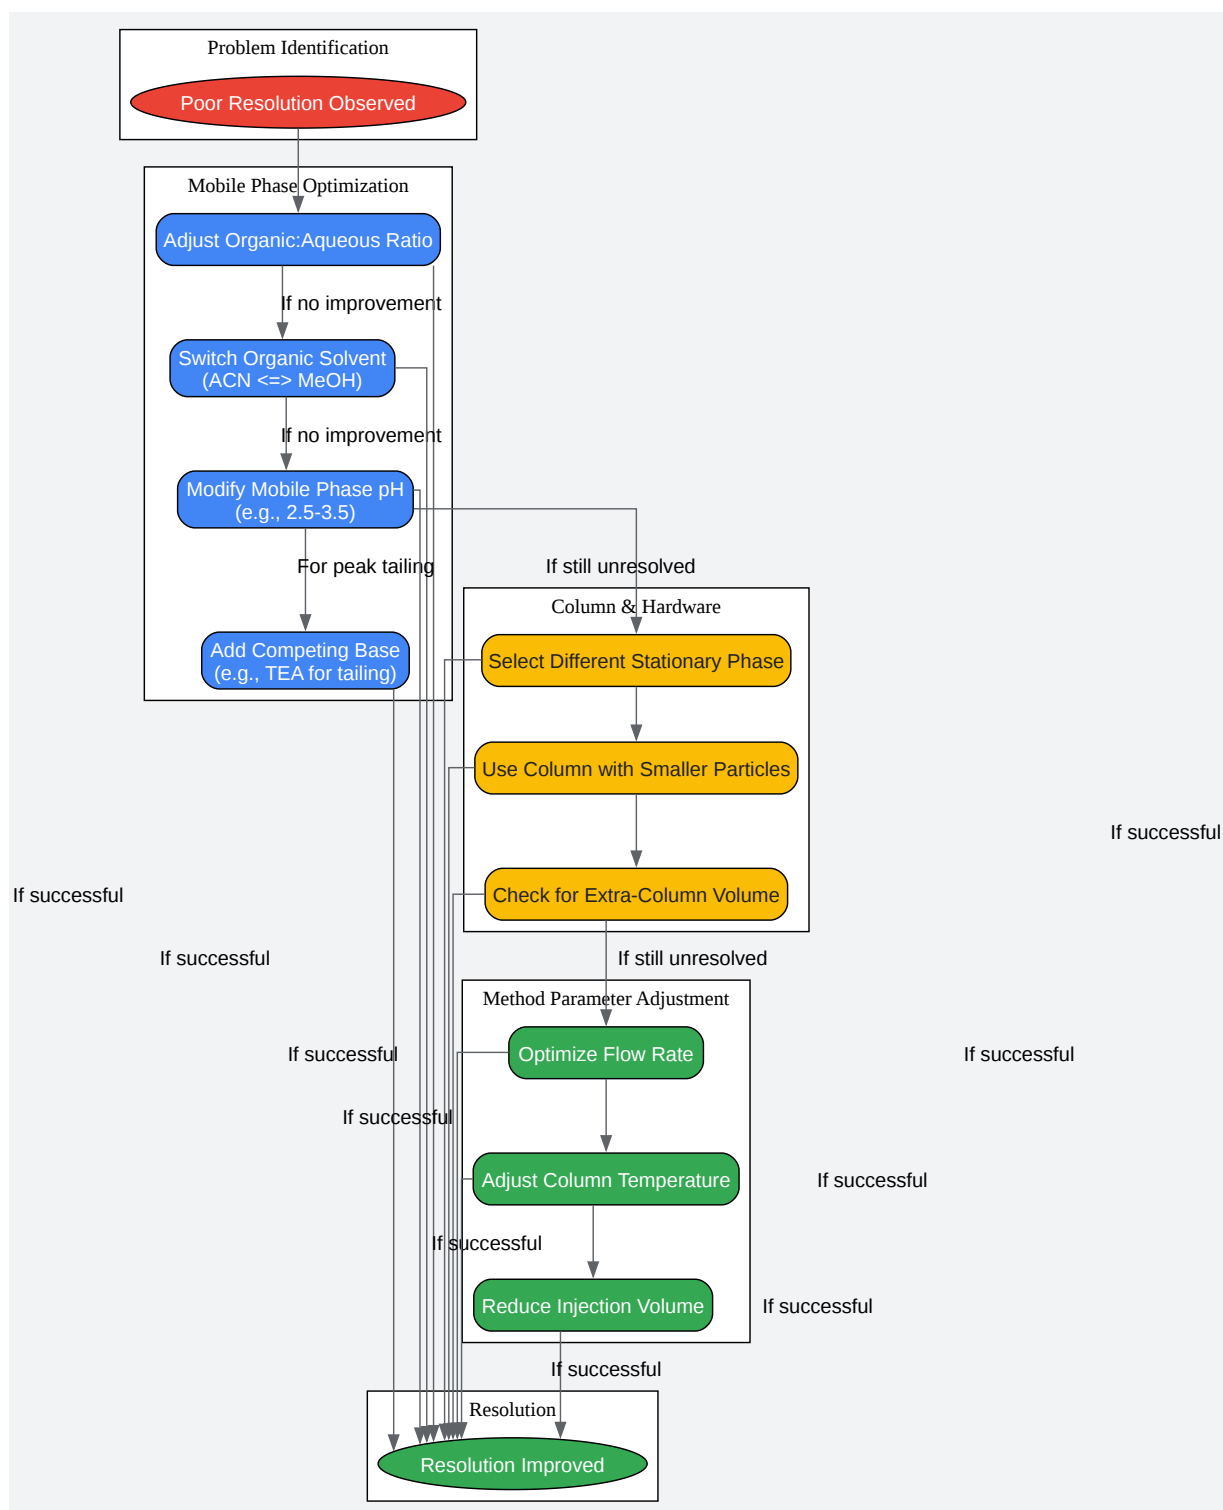 Problem Identification
Poor Resolution Observed
Mobile Phase Optimization
Adjust Organic:Aqueous Ratio
If no improvement
Switch Organic Solvent
(ACN <=> MeOH)
If no improvement
Modify Mobile Phase pH
(e.g., 2.5-3.5)
For peak tailing
If still unresolved
Column & Hardware
Add Competing Base
(e.g., TEA for tailing)
Select Different Stationary Phase
Use Column with Smaller Particles
If successful
Check for Extra-Column Volume
If successful
If successful
If still unresolved
Method Parameter Adjustment
Optimize Flow Rate
If successful
If successful
If successful
Adjust Column Temperature
If successful
If successful
Reduce Injection Volume
If successful
If successful
Resolution
Resolution Improved